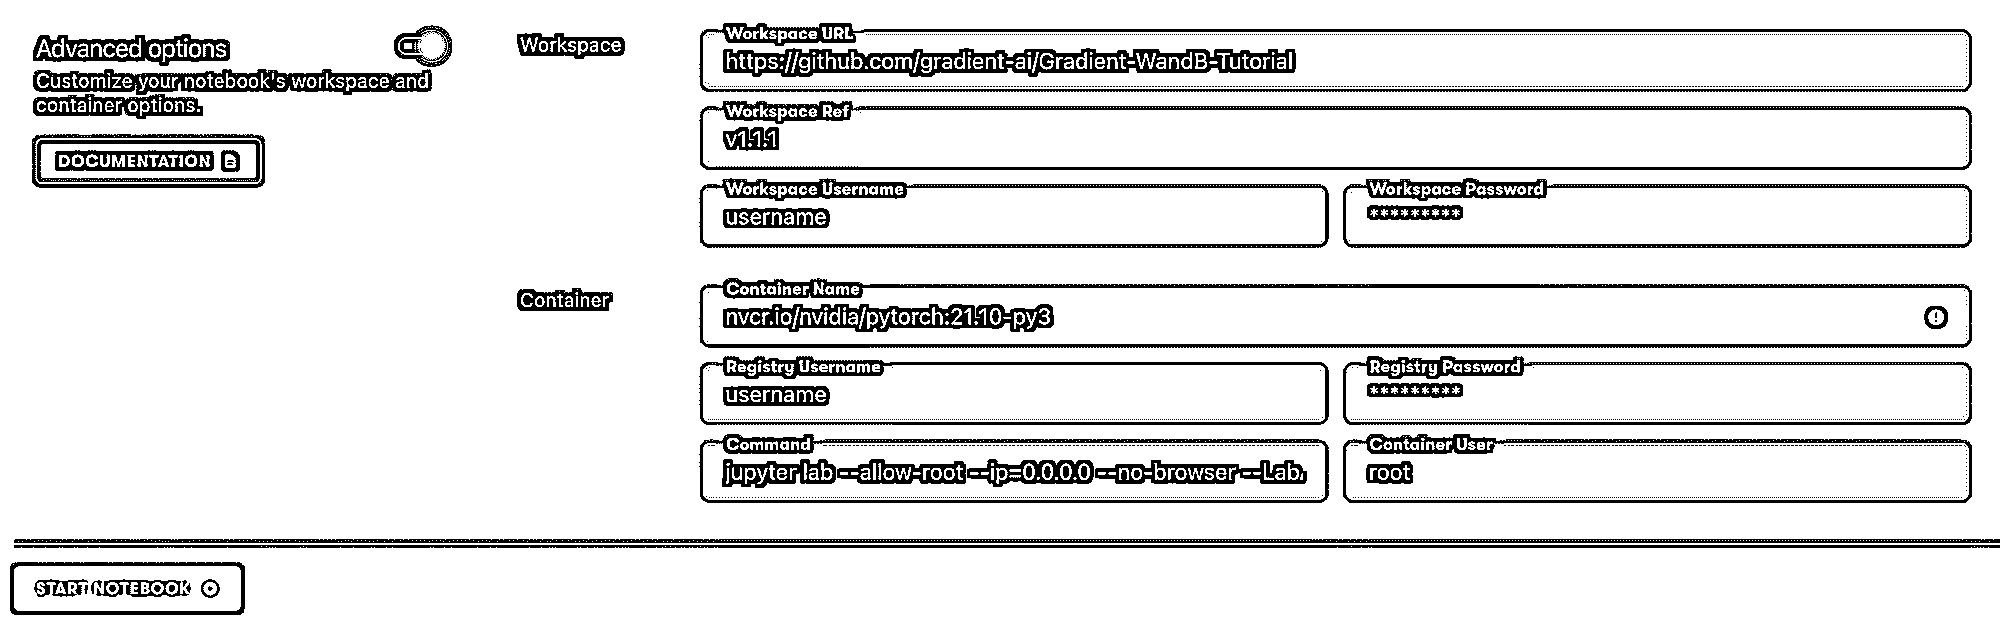 Advanced options
Customize your notebook's workspace and
container options.
DOCUMENTATION
Workspace
Workspace URL
https://github.com/gradient-ai/Gradient-WandB-Tutorial
Workspace Ref
v1.1.1
Workspace Username
username
Workspace Password
*********
Container
Container Name
nvcr.io/nvidia/pytorch:21.10-py3
Registry Username
username
Registry Password
*********
Command
jupyter lab --allow-root --ip=0.0.0.0 --no-browser --Lab.
Container User
root
START NOTEBOOK